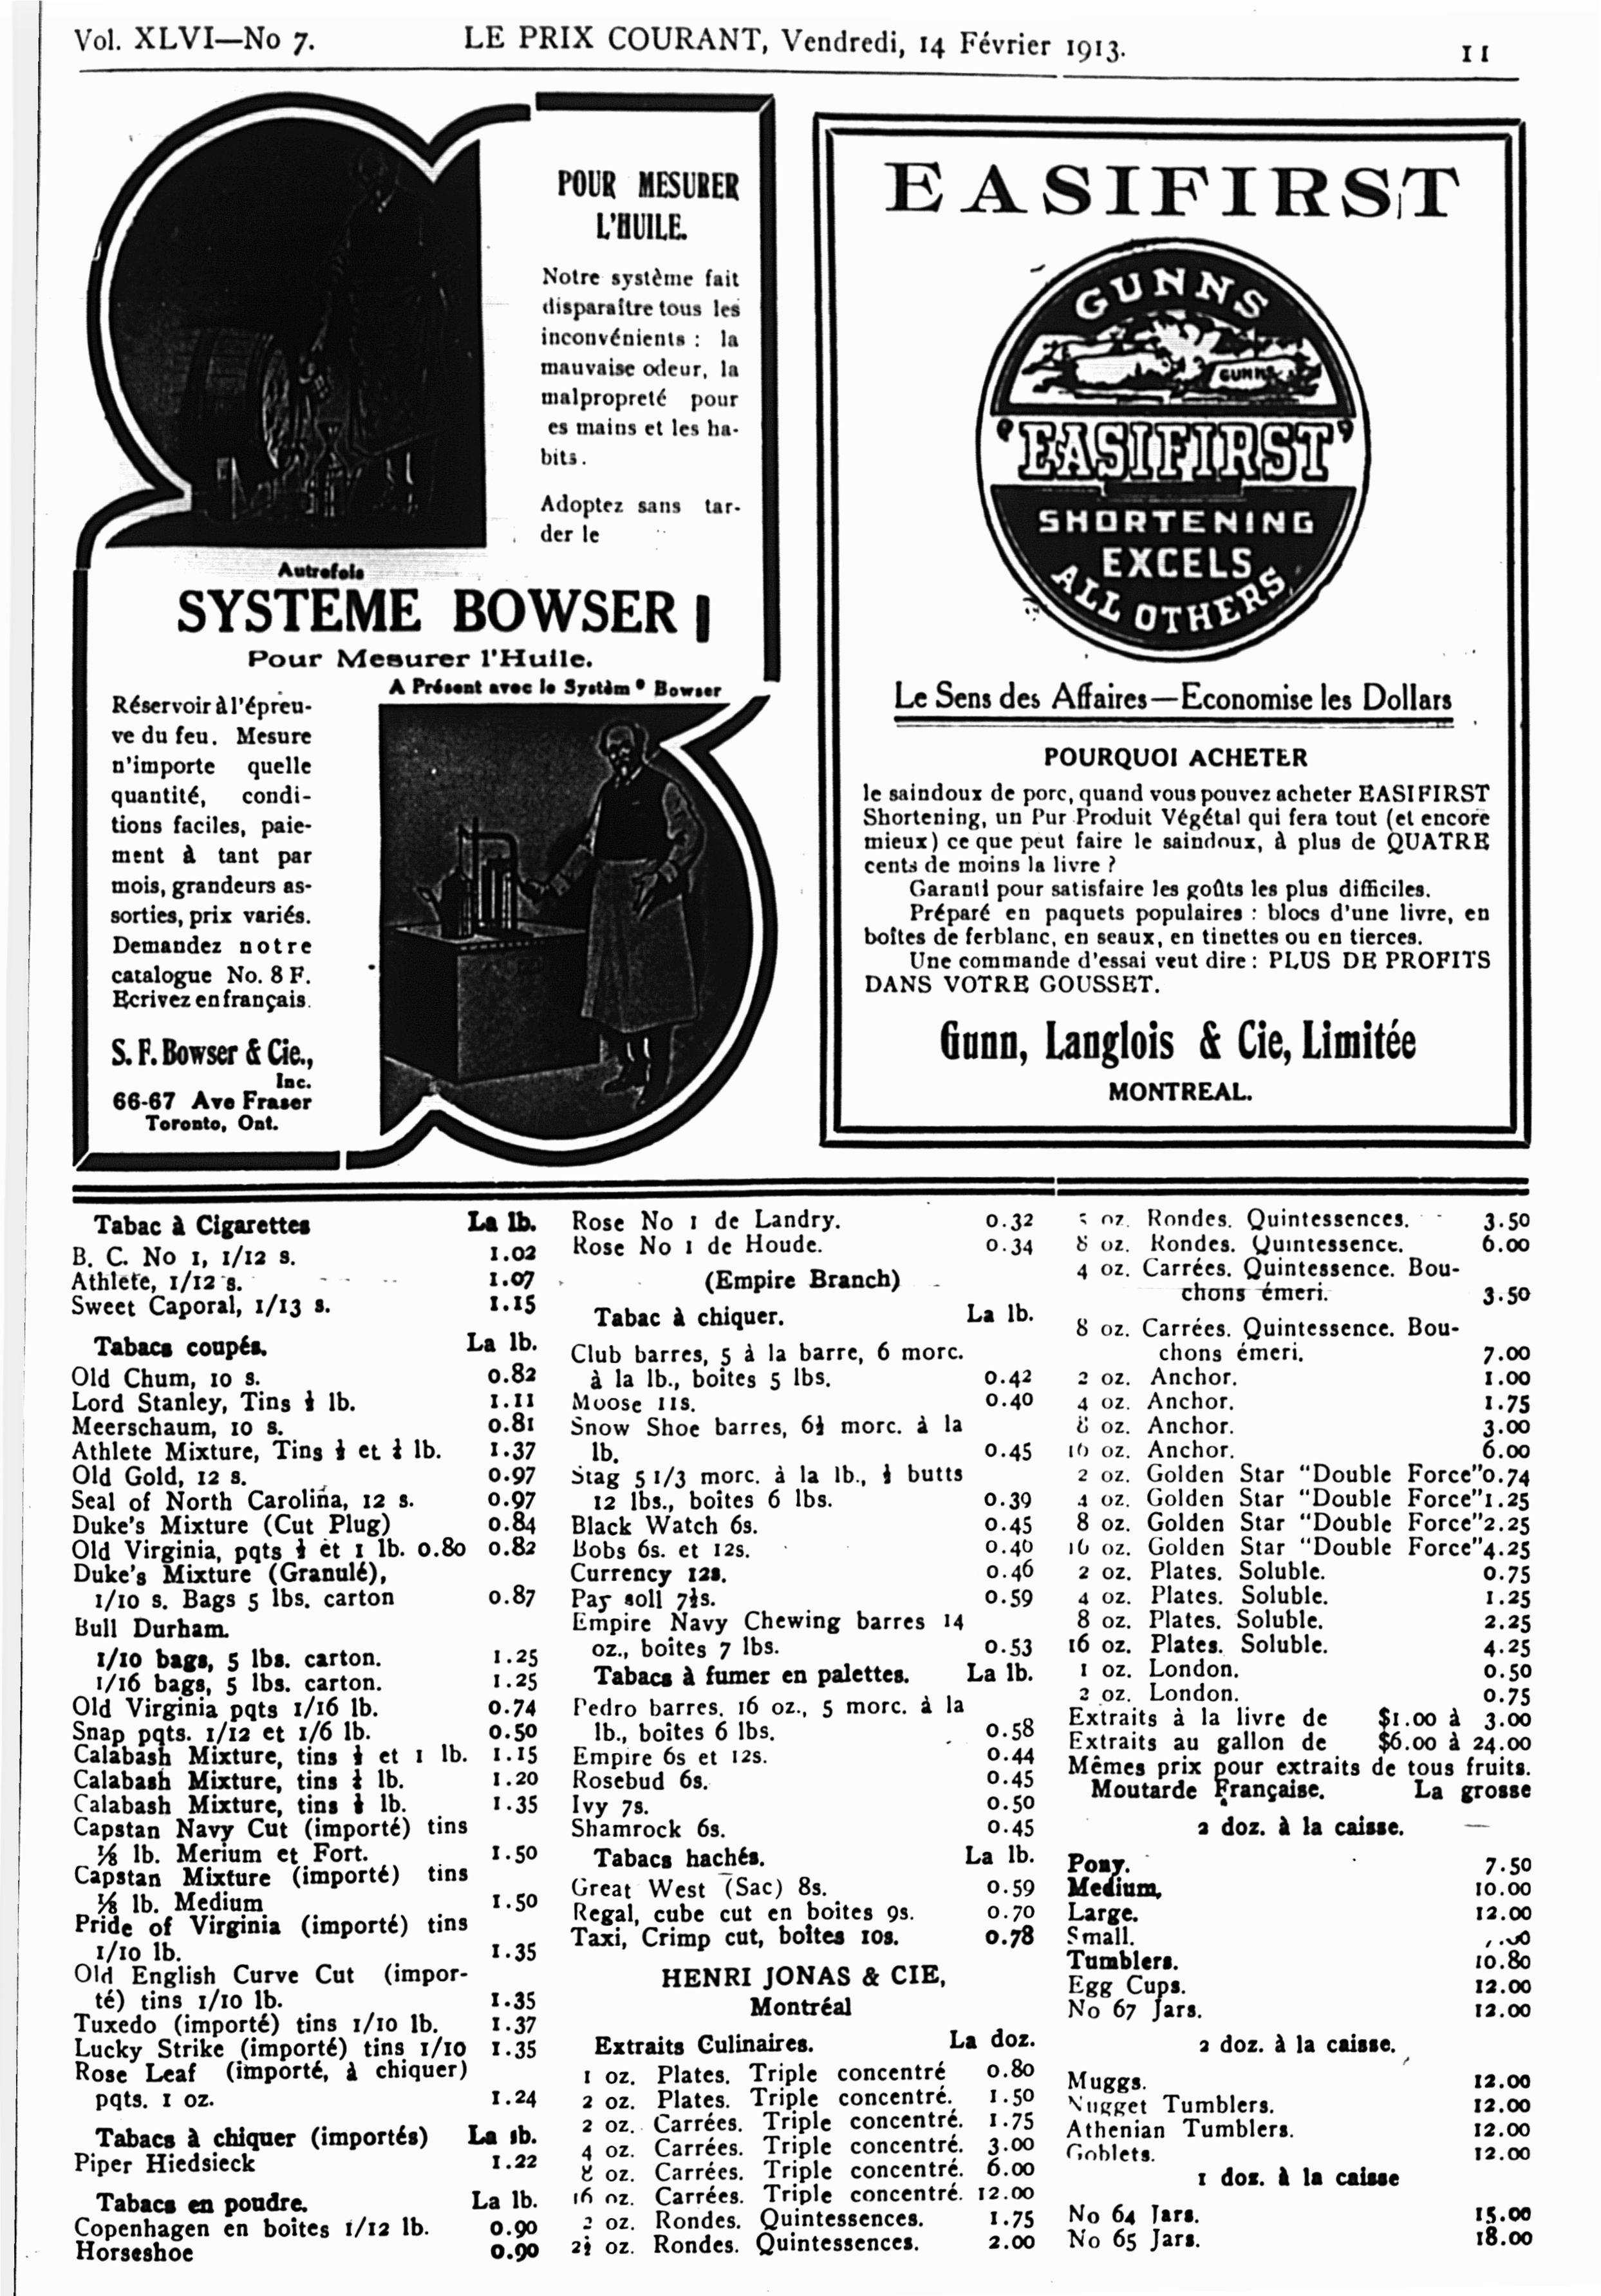 Vol. XLVI—No 7. LE PRIX COURANT, Vendredi, 14 Février 1913. 11
POUR MESURER
L'HUILE.
Notre système fait
disparaître tous les
inconvénients : la
mauvaise odeur, la
malpropreté pour
es mains et les ha-
bits.
Adoptez sans tar-
der le
Autrefois
SYSTEME BOWSER
Pour Mesurer l'Huile.
A Présent avec le Système Bowser
Réservoir à l'épreu-
ve du feu. Mesure
n'importe quelle
quantité, condi-
tions faciles, paie-
ment à tant par
mois, grandeurs as-
sorties, prix variés.
Demandez notre
catalogue No. 8 F.
Ecrivez en français.
S. F. Bowser & Cie.,
Inc.
66-67 Ave Fraser
Toronto, Ont.
EASIFIRST
GUNNS
GUNNS
"EASIFIRST"
SHORTENING
EXCELS
ALL OTHERS
Le Sens des Affaires—Economise les Dollars
POURQUOI ACHETER
le saindoux de porc, quand vous pouvez acheter EASIFIRST
Shortening, un Pur Produit Végétal qui fera tout (et encore
mieux) ce que peut faire le saindoux, à plus de QUATRE
cents de moins la livre ?
Garanti pour satisfaire les goûts les plus difficiles.
Préparé en paquets populaires : blocs d'une livre, en
boîtes de ferblanc, en seaux, en tinettes ou en tierces.
Une commande d'essai veut dire : PLUS DE PROFITS
DANS VOTRE GOUSSET.
Gunn, Langlois & Cie, Limitée
MONTREAL.
Tabac à Cigarettes La lb.
B. C. No 1, 1/12 s. 1.02
Athlete, 1/12 s. 1.07
Sweet Caporal, 1/13 s. 1.15
Tabacs coupés. La lb.
Old Chum, 10 s. 0.82
Lord Stanley, Tins lb. 1.11
Meerschaum, 10 s. 0.81
Athlete Mixture, Tins et lb. 1.37
Old Gold, 12 s. 0.97
Seal of North Carolina, 12 s. 0.97
Duke's Mixture (Cut Plug) 0.84
Old Virginia, pqts ½ et 1 lb. 0.80 0.82
Duke's Mixture (Granulé),
1/10 s. Bags 5 lbs. carton 0.87
Bull Durham
1/10 bags, 5 lbs. carton. 1.25
1/16 bags, 5 lbs. carton. 1.25
Old Virginia pqts 1/16 lb. 0.74
Snap pqts. 1/12 et 1/6 lb. 0.50
Calabash Mixture, tins ½ et 1 lb. 1.15
Calabash Mixture, tins ¼ lb. 1.20
Calabash Mixture, tins lb. 1.35
Capstan Navy Cut (importé) tins
⅛ lb. Merium et Fort. 1.50
Capstan Mixture (importé) tins
⅛ lb. Medium 1.50
Pride of Virginia (importé) tins
1/10 lb. 1.35
Old English Curve Cut (impor-
té) tins 1/10 lb. 1.35
Tuxedo (importé) tins 1/10 lb. 1.37
Lucky Strike (importé) tins 1/10 1.35
Rose Leaf (importé, à chiquer)
pqts. 1 oz. 1.24
Tabacs à chiquer (importés) La lb.
Piper Hiedsieck 1.22
Tabacs en poudre. La lb.
Copenhagen en boites 1/12 lb. 0.90
Horseshoe 0.90
Rose No 1 de Landry. 0.32
Rose No 1 de Houde. 0.34
(Empire Branch)
Tabac à chiquer. La lb.
Club barres, 5 à la barre, 6 morc.
à la lb., boites 5 lbs. 0.42
Moose 11s. 0.40
Snow Shoe barres, 6½ morc. à la
lb. 0.45
Stag 5 1/3 morc. à la lb., ½ butts
12 lbs., boites 6 lbs. 0.39
Black Watch 6s. 0.45
Bobs 6s. et 12s. 0.40
Currency 12s. 0.46
Pay roll 7½s. 0.59
Empire Navy Chewing barres 14
oz., boites 7 lbs. 0.53
Tabacs à fumer en palettes. La lb.
Pedro barres, 16 oz., 5 morc. à la
lb., boites 6 lbs. 0.58
Empire 6s et 12s. 0.44
Rosebud 6s. 0.45
Ivy 7s. 0.50
Shamrock 6s. 0.45
Tabacs hachés. La lb.
Great West (Sac) 8s. 0.59
Regal, cube cut en boites 9s. 0.70
Taxi, Crimp cut, boites 10s. 0.78
HENRI JONAS & CIE,
Montréal
Extraits Culinaires. La doz.
1 oz. Plates. Triple concentré 0.80
2 oz. Plates. Triple concentré. 1.50
2 oz. Carrées. Triple concentré. 1.75
4 oz. Carrées. Triple concentré. 3.00
8 oz. Carrées. Triple concentré. 6.00
16 oz. Carrées. Triple concentré. 12.00
2 oz. Rondes. Quintessences. 1.75
2½ oz. Rondes. Quintessences. 2.00
5 oz. Rondes. Quintessences. 3.50
8 oz. Rondes. Quintessence. 6.00
4 oz. Carrées. Quintessence. Bou-
chons émeri. 3.50
8 oz. Carrées. Quintessence. Bou-
chons émeri. 7.00
2 oz. Anchor. 1.00
4 oz. Anchor. 1.75
8 oz. Anchor. 3.00
16 oz. Anchor. 6.00
2 oz. Golden Star "Double Force" 0.74
4 oz. Golden Star "Double Force" 1.25
8 oz. Golden Star "Double Force" 2.25
16 oz. Golden Star "Double Force" 4.25
2 oz. Plates. Soluble. 0.75
4 oz. Plates. Soluble. 1.25
8 oz. Plates. Soluble. 2.25
16 oz. Plates. Soluble. 4.25
1 oz. London. 0.50
2 oz. London. 0.75
Extraits à la livre de $1.00 à 3.00
Extraits au gallon de $6.00 à 24.00
Mêmes prix pour extraits de tous fruits.
Moutarde Française. La grosse
2 doz. à la caisse.
Pony. 7.50
Medium, 10.00
Large. 12.00
Small.
Tumblers. 10.80
Egg Cups. 12.00
No 67 Jars. 12.00
2 doz. à la caisse.
Muggs. 12.00
Nugget Tumblers. 12.00
Athenian Tumblers. 12.00
Goblets. 12.00
1 doz. à la caisse
No 64 Jars. 15.00
No 65 Jars. 18.00